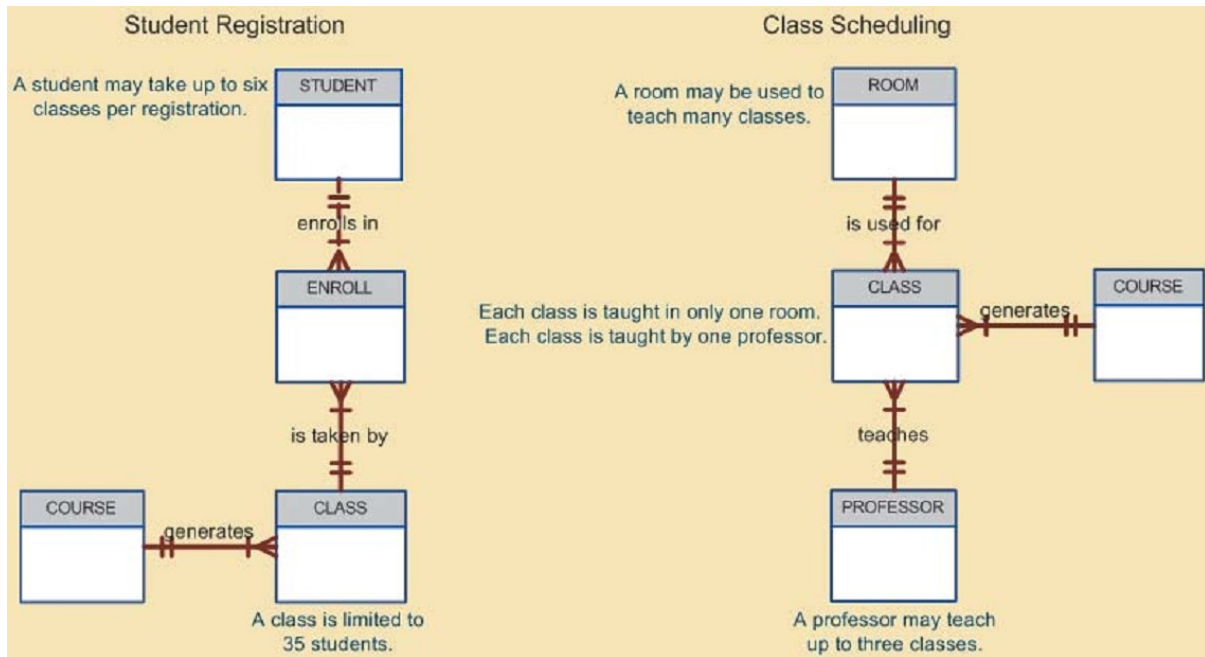 Student Registration
A student may take up to six
classes per registration.
STUDENT
enrolls in
ENROLL
is taken by
COURSE
generates
CLASS
A class is limited to
35 students.
Class Scheduling
A room may be used to
teach many classes.
ROOM
is used for
Each class is taught in only one room.
Each class is taught by one professor.
CLASS
generates
COURSE
teaches
PROFESSOR
A professor may teach
up to three classes.